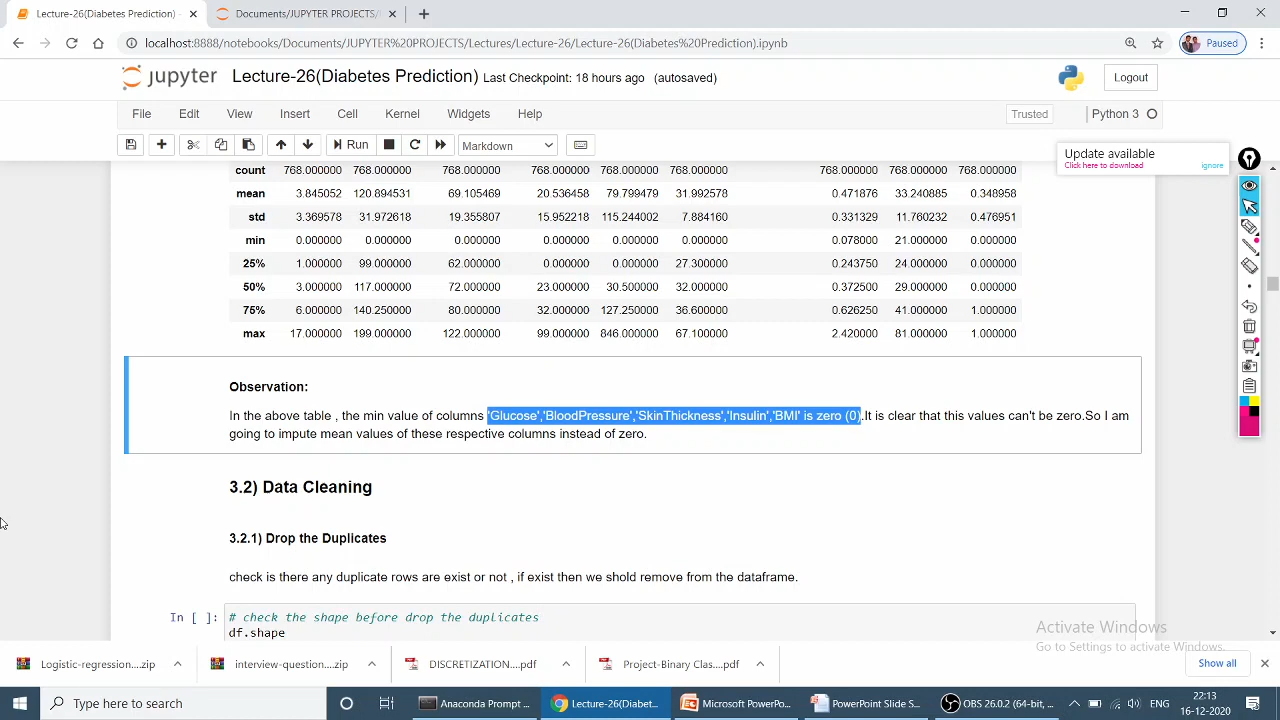 Lecture-26(Diabetes Prediction) -
Documents/JUPYTER PROJECTS/
localhost:8888/notebooks/Documents/JUPYTER%20PROJECTS/Lectures/Lecture-26/Lecture-26(Diabetes%20Prediction).ipynb
Paused
jupyter Lecture-26(Diabetes Prediction) Last Checkpoint: 18 hours ago (autosaved)
Logout
File Edit View Insert Cell Kernel Widgets Help
Trusted
Python 3
Run
Markdown
Update available
Click here to download ignore
count 768.000000 768.000000 768.000000 768.000000 768.000000 768.000000 768.000000 768.000000 768.000000
mean 3.845052 120.894531 69.105469 20.536458 79.799479 31.992578 0.471876 33.240885 0.348958
std 3.369578 31.972618 19.355807 15.952218 115.244002 7.884160 0.331329 11.760232 0.476951
min 0.000000 0.000000 0.000000 0.000000 0.000000 0.000000 0.078000 21.000000 0.000000
25% 1.000000 99.000000 62.000000 0.000000 0.000000 27.300000 0.243750 24.000000 0.000000
50% 3.000000 117.000000 72.000000 23.000000 30.500000 32.000000 0.372500 29.000000 0.000000
75% 6.000000 140.250000 80.000000 32.000000 127.250000 36.600000 0.626250 41.000000 1.000000
max 17.000000 199.000000 122.000000 99.000000 846.000000 67.100000 2.420000 81.000000 1.000000
Observation:
In the above table , the min value of columns 'Glucose','BloodPressure','SkinThickness','Insulin','BMI' is zero (0).It is clear that this values can't be zero.So I am
going to impute mean values of these respective columns instead of zero.
3.2) Data Cleaning
3.2.1) Drop the Duplicates
check is there any duplicate rows are exist or not , if exist then we shold remove from the dataframe.
In [ ]: # check the shape before drop the duplicates
df.shape
Activate Windows
Go to Settings to activate Windows.
Logistic-regression....zip
interview-question....zip
DISCRETIZATION....pdf
Project-Binary Clas....pdf
Show all
Type here to search
Anaconda Prompt ...
Lecture-26(Diabet...
Microsoft PowerPo...
PowerPoint Slide S...
OBS 26.0.2 (64-bit, ...
ENG
22:13
16-12-2020